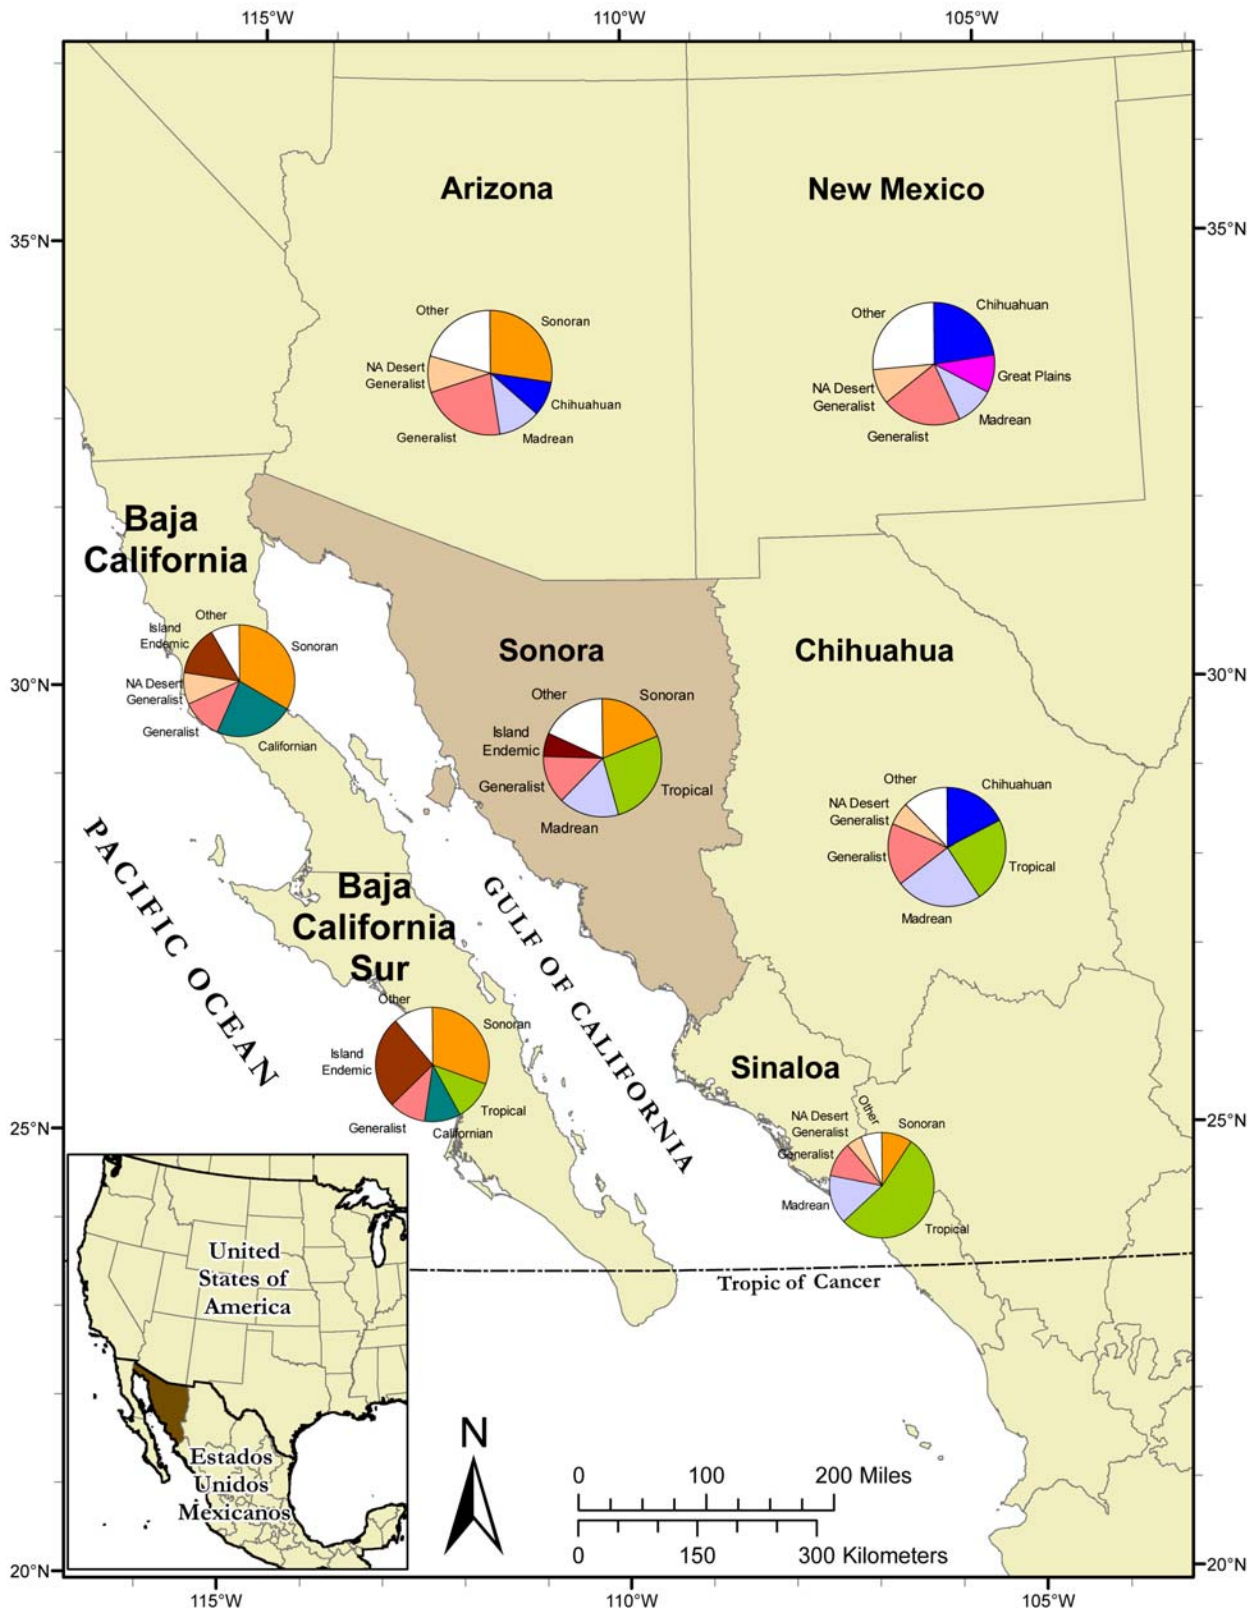 115°W
110°W
105°W
Arizona
New Mexico
35°N
35°N
Other
Sonoran
NA Desert
Generalist
Chihuahuan
Generalist
Madrean
Other
Chihuahuan
Great Plains
NA Desert
Generalist
Madrean
Generalist
Baja
California
Other
Island
Endemic
Sonoran
NA Desert
Generalist
Generalist
Californian
30°N
30°N
Sonora
Other
Sonoran
Island
Endemic
Generalist
Tropical
Madrean
Chihuahua
Other
Chihuahuan
NA Desert
Generalist
Generalist
Tropical
Madrean
PACIFIC OCEAN
GULF OF CALIFORNIA
Baja
California
Sur
Other
Sonoran
Island
Endemic
Tropical
Generalist
Californian
Sinaloa
Other
NA Desert
Generalist
Sonoran
Generalist
Madrean
Tropical
25°N
25°N
Tropic of Cancer
United
States of
America
Estados
Unidos
Mexicanos
N
0 100 200 Miles
0 150 300 Kilometers
20°N
20°N
115°W
110°W
105°W